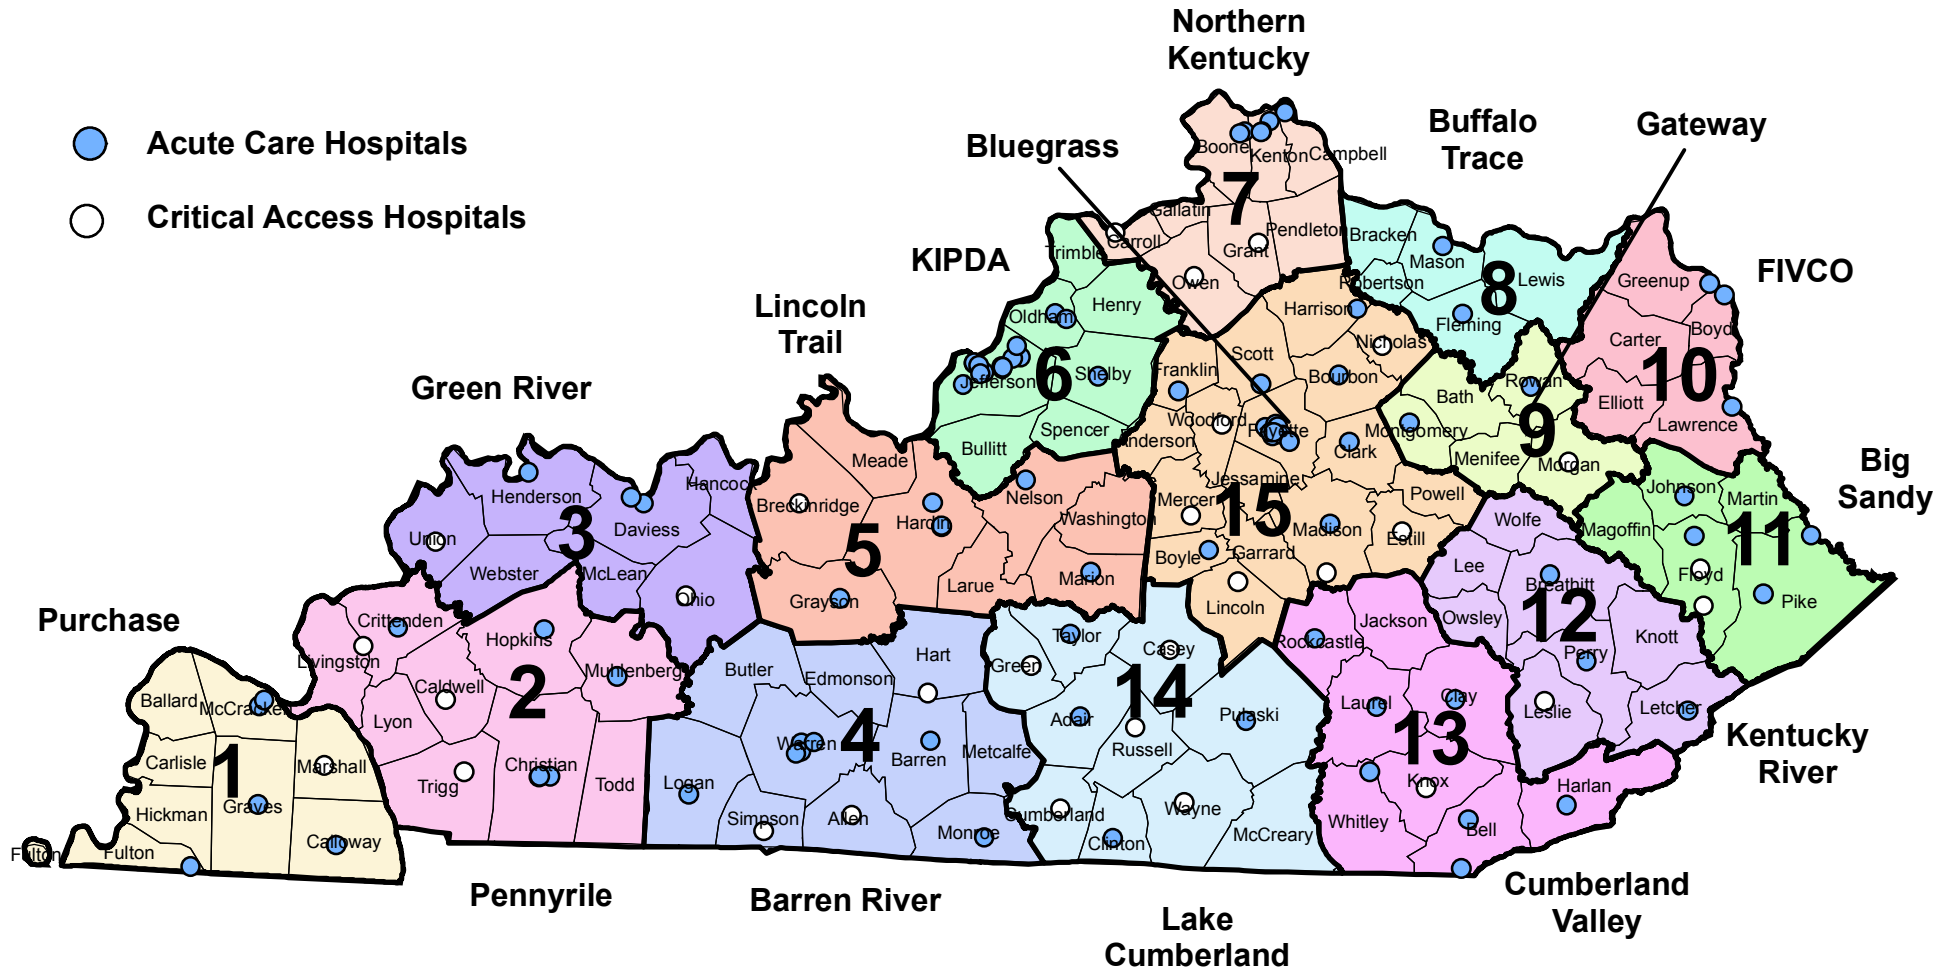 Northern
Kentucky
Buffalo
Trace
Gateway
Bluegrass
Acute Care Hospitals
Critical Access Hospitals
KIPDA
FIVCO
Lincoln
Trail
Green River
Big
Sandy
Purchase
Kentucky
River
Pennyrile
Barren River
Lake
Cumberland
Cumberland
Valley
1
Ballard
McCracken
Carlisle
Marshall
Hickman
Graves
Fulton
Fulton
Calloway
2
Crittenden
Livingston
Hopkins
Muhlenberg
Caldwell
Lyon
Trigg
Christian
Todd
3
Henderson
Hancock
Daviess
Union
Webster
McLean
Ohio
4
Butler
Edmonson
Hart
Warren
Barren
Metcalfe
Logan
Simpson
Allen
Monroe
5
Meade
Breckinridge
Hardin
Nelson
Washington
Grayson
Larue
Marion
6
Trimble
Henry
Oldham
Jefferson
Shelby
Spencer
Bullitt
7
Boone
Kenton
Campbell
Gallatin
Carroll
Grant
Pendleton
Owen
8
Bracken
Mason
Robertson
Lewis
Fleming
9
Rowan
Bath
Montgomery
Menifee
Morgan
10
Greenup
Boyd
Carter
Elliott
Lawrence
11
Johnson
Martin
Magoffin
Floyd
Pike
12
Wolfe
Lee
Breathitt
Owsley
Knott
Perry
Leslie
Letcher
13
Jackson
Rockcastle
Laurel
Clay
Knox
Harlan
Whitley
Bell
14
Taylor
Casey
Green
Adair
Pulaski
Russell
Cumberland
Wayne
Clinton
McCreary
15
Harrison
Nicholas
Scott
Franklin
Bourbon
Woodford
Fayette
Anderson
Clark
Jessamine
Mercer
Powell
Madison
Estill
Boyle
Garrard
Lincoln